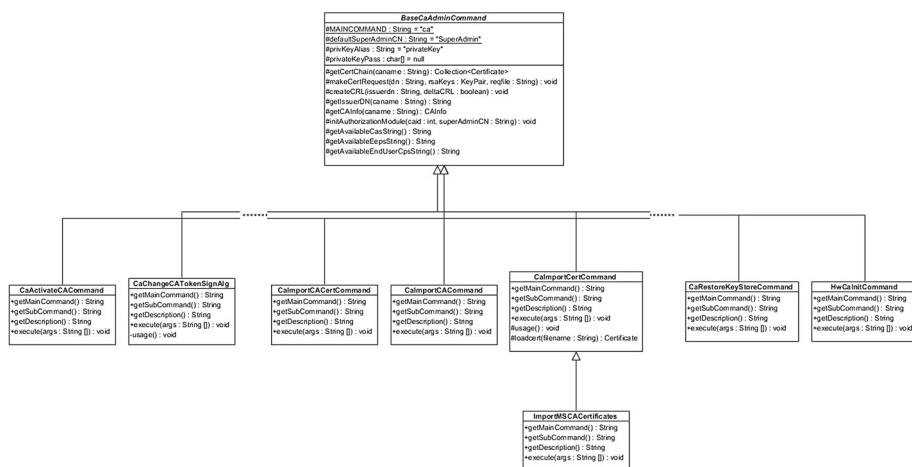 BaseCaAdminCommand
#MAINCOMMAND : String = "ca"
#defaultSuperAdminCN : String = "SuperAdmin"
#privKeyAlias : String = "privateKey"
#privateKeyPass : char[] = null
#getCertChain(caname : String) : Collection<Certificate>
#makeCertRequest(dn : String, rsaKeys : KeyPair, reqfile : String) : void
#createCRL(issuerdn : String, deltaCRL : boolean) : void
#getIssuerDN(caname : String) : String
#getCAInfo(caname : String) : CAInfo
#initAuthorizationModule(caid : int, superAdminCN : String) : void
#getAvailableCasString() : String
#getAvailableEepsString() : String
#getAvailableEndUserCpsString() : String
CaActivateCACommand
+getMainCommand() : String
+getSubCommand() : String
+getDescription() : String
+execute(args : String []) : void
CaChangeCATokenSignAlg
+getMainCommand() : String
+getSubCommand() : String
+getDescription() : String
+execute(args : String []) : void
-usage() : void
CaImportCACertCommand
+getMainCommand() : String
+getSubCommand() : String
+getDescription() : String
+execute(args : String []) : void
CaImportCACommand
+getMainCommand() : String
+getSubCommand() : String
+getDescription() : String
+execute(args : String []) : void
CaImportCertCommand
+getMainCommand() : String
+getSubCommand() : String
+getDescription() : String
+execute(args : String []) : void
#usage() : void
#loadcert(filename : String) : Certificate
CaRestoreKeyStoreCommand
+getMainCommand() : String
+getSubCommand() : String
+getDescription() : String
+execute(args : String []) : void
HwCaInitCommand
+getMainCommand() : String
+getSubCommand() : String
+getDescription() : String
+execute(args : String []) : void
ImportMSCACertificates
+getMainCommand() : String
+getSubCommand() : String
+getDescription() : String
+execute(args : String []) : void